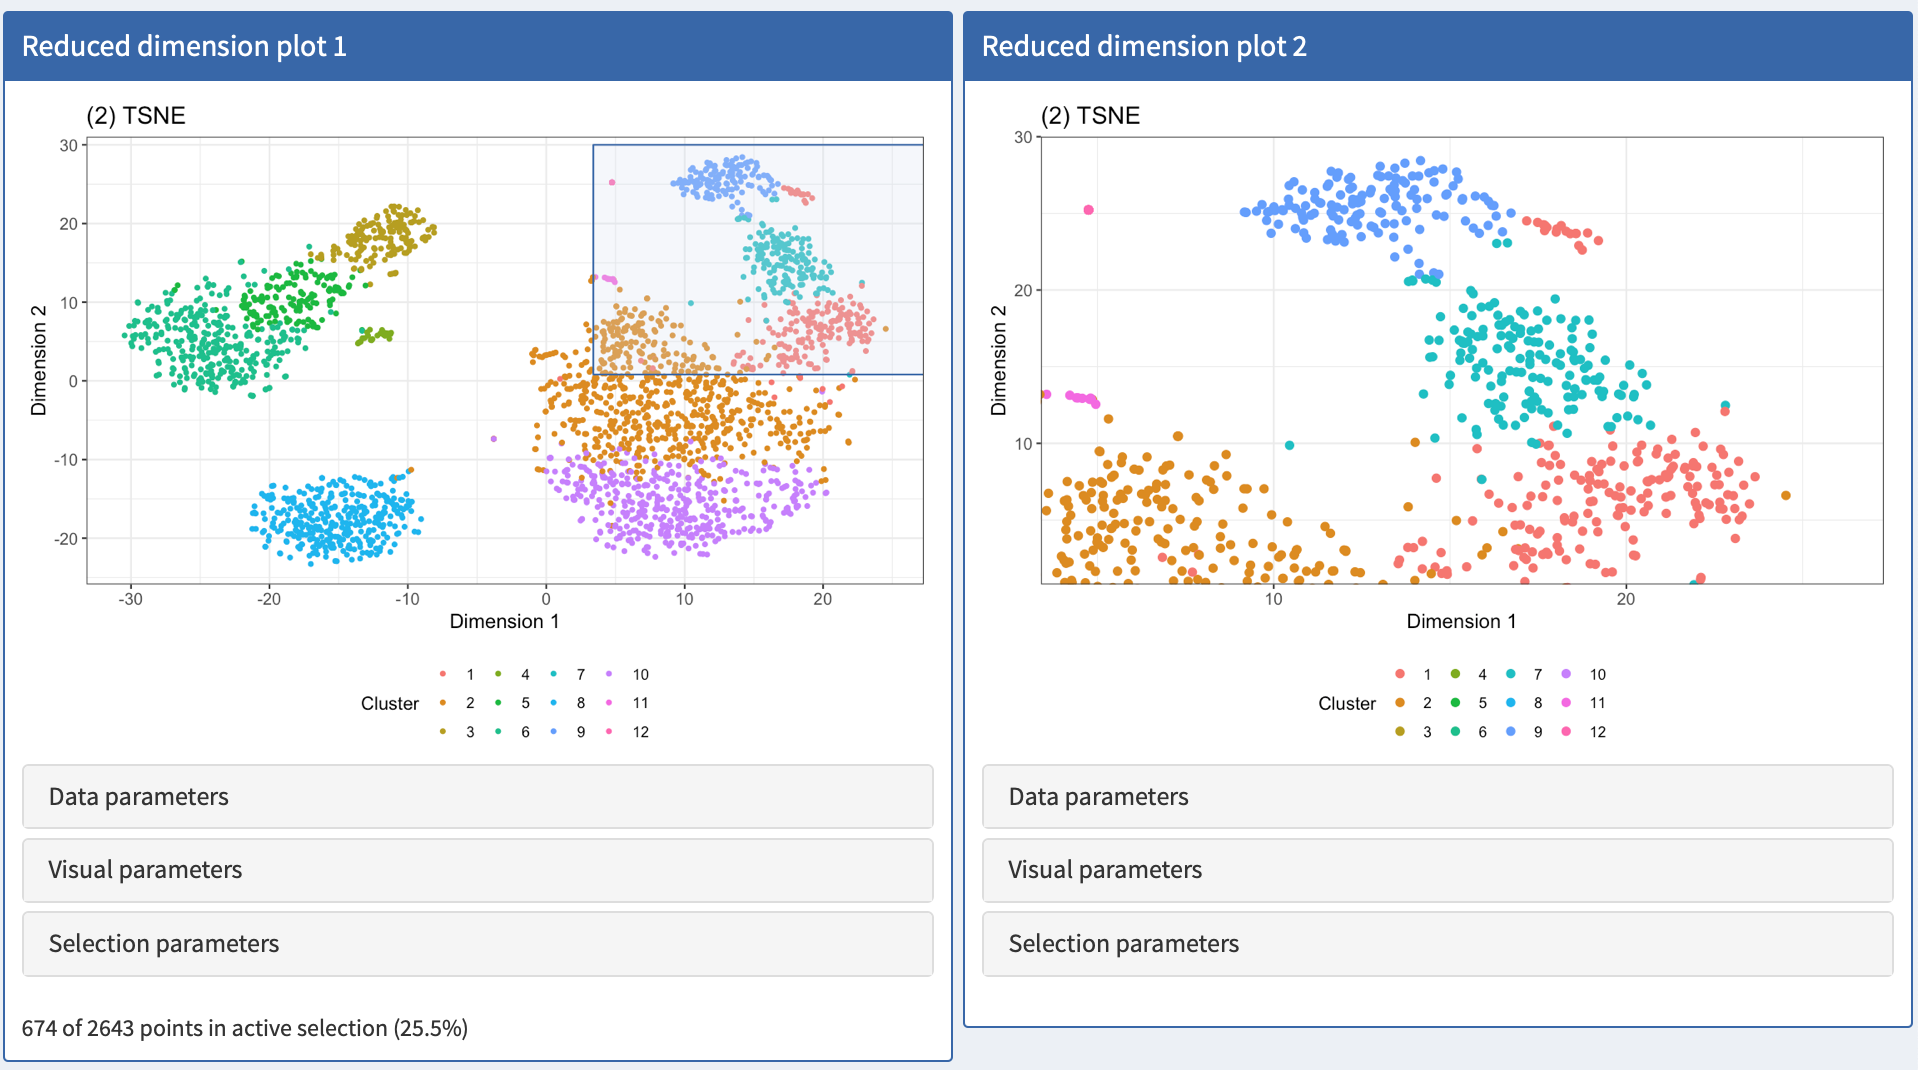 Reduced dimension plot 1
(2) TSNE
30
20
10
0
-10
-20
-30
-20
-10
0
10
20
Dimension 2
Dimension 1
Cluster
1 4 7 10
2 5 8 11
3 6 9 12
Data parameters
Visual parameters
Selection parameters
674 of 2643 points in active selection (25.5%)
Reduced dimension plot 2
(2) TSNE
30
20
10
10
20
Dimension 2
Dimension 1
Cluster
1 4 7 10
2 5 8 11
3 6 9 12
Data parameters
Visual parameters
Selection parameters